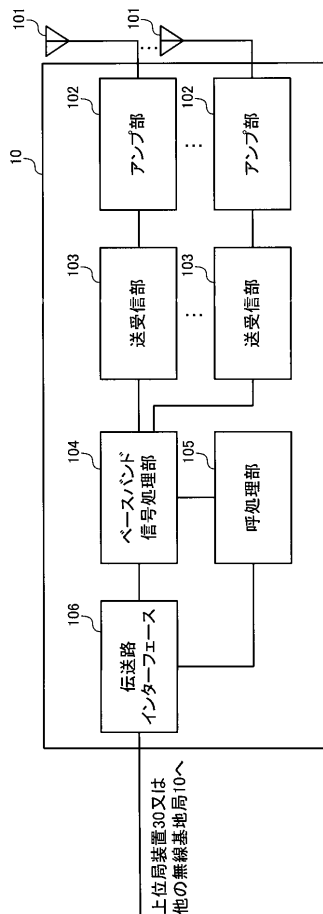 10
101
101
102
アンプ部
102
アンプ部
103
送受信部
103
送受信部
104
ベースバンド
信号処理部
105
呼処理部
106
伝送路
インターフェース
上位局装置30又は
他の無線基地局10へ